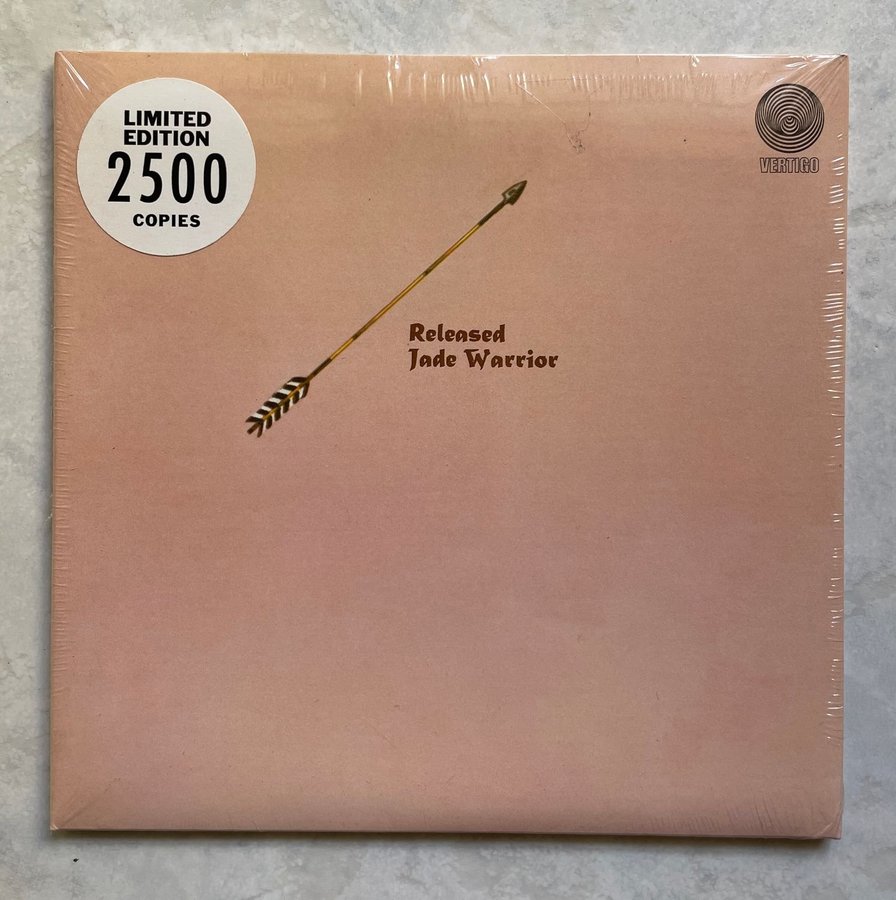 LIMITED
EDITION
2500
COPIES
VERTIGO
Released
Jade Warrior